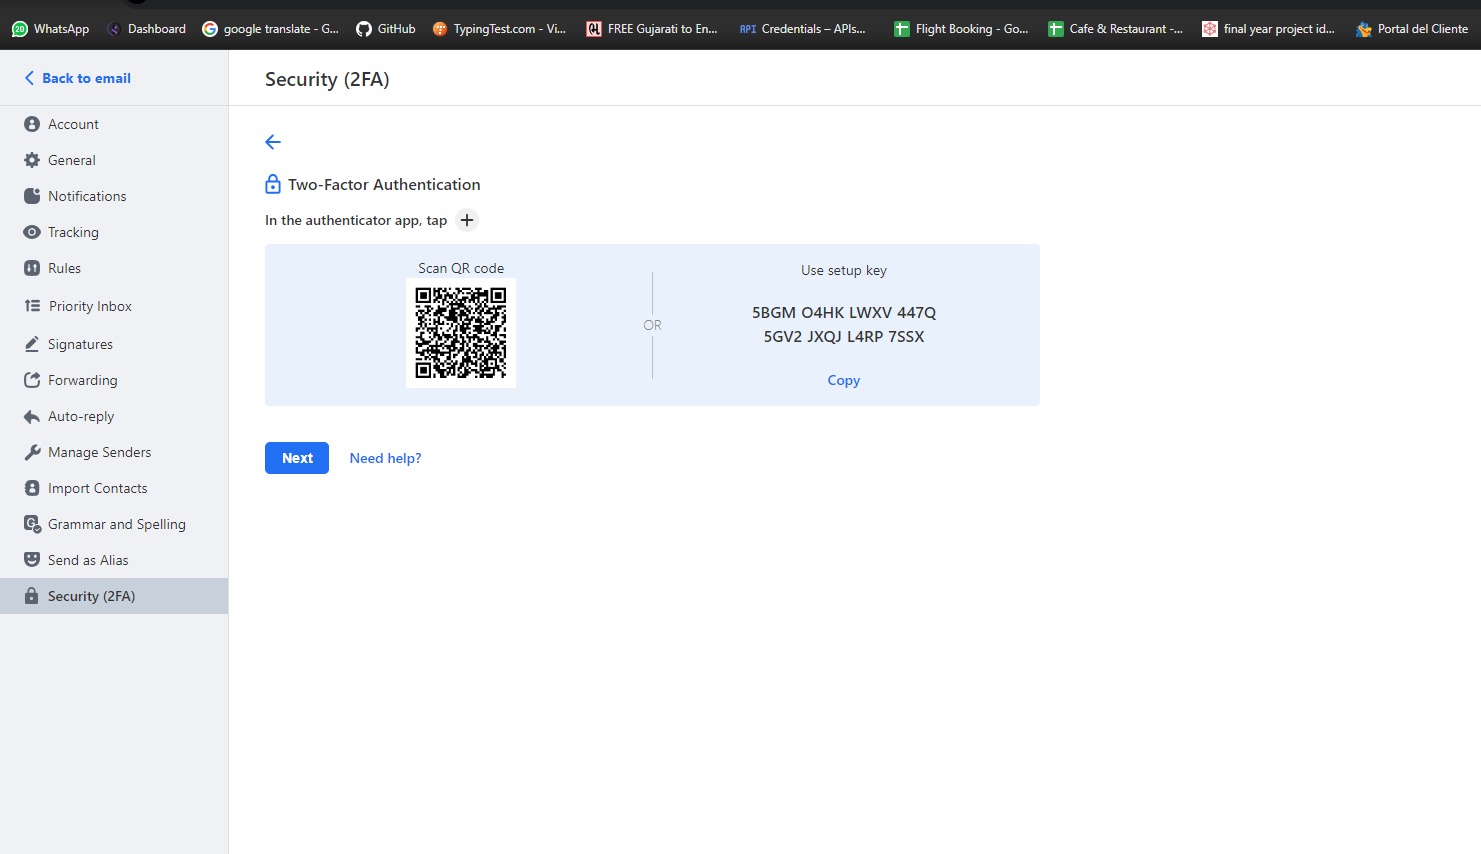 WhatsApp
Dashboard
google translate - G...
GitHub
TypingTest.com - Vi...
FREE Gujarati to En...
API Credentials – APIs...
Flight Booking - Go...
Cafe & Restaurant -...
final year project id...
Portal del Cliente
Back to email
Account
General
Notifications
Tracking
Rules
Priority Inbox
Signatures
Forwarding
Auto-reply
Manage Senders
Import Contacts
Grammar and Spelling
Send as Alias
Security (2FA)
Security (2FA)
Two-Factor Authentication
In the authenticator app, tap +
Scan QR code
OR
Use setup key
5BGM O4HK LWXV 447Q
5GV2 JXQJ L4RP 7SSX
Copy
Next
Need help?